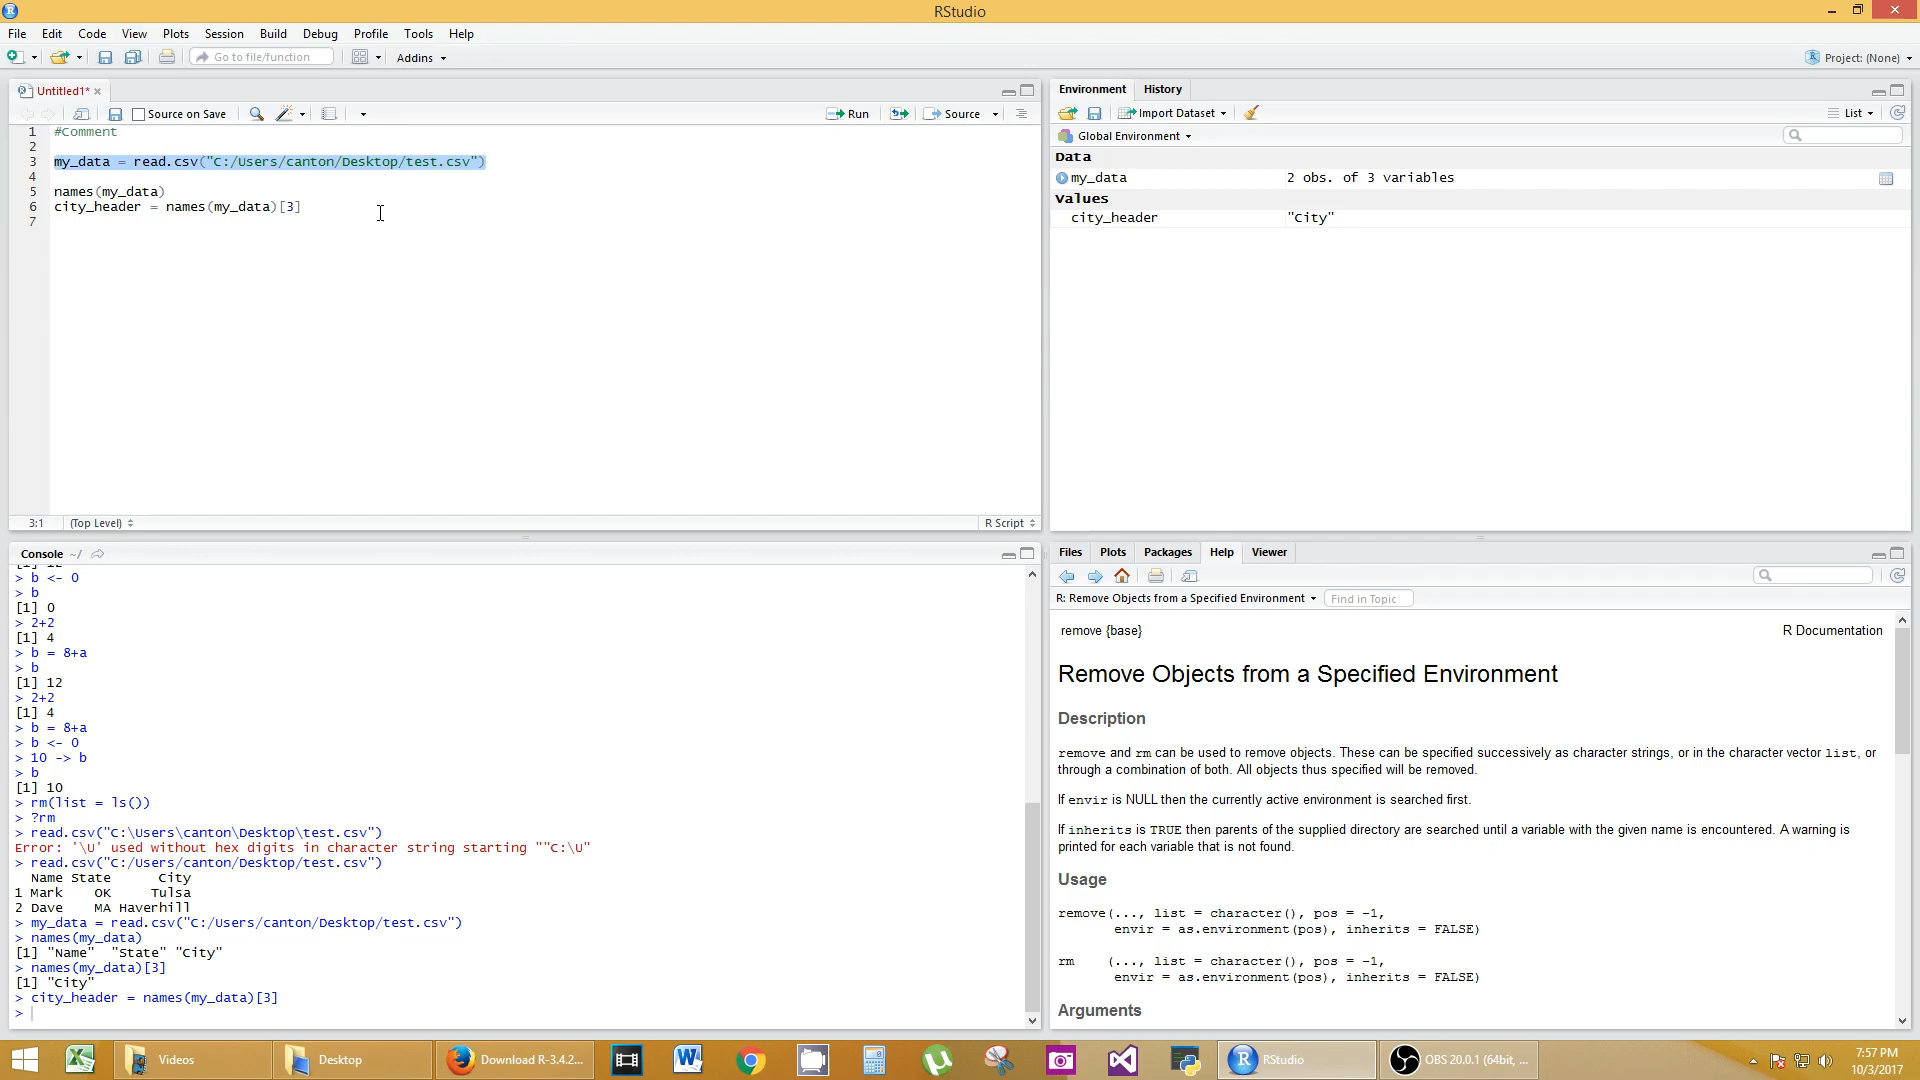 RStudio
File Edit Code View Plots Session Build Debug Profile Tools Help
Go to file/function Addins Project: (None)
Untitled1*
Source on Save Run Source
1 #Comment
2
3 my_data = read.csv("C:/Users/canton/Desktop/test.csv")
4
5 names(my_data)
6 city_header = names(my_data)[3]
7
3:1 (Top Level) R Script
Environment History
Import Dataset List
Global Environment
Data
my_data 2 obs. of 3 variables
Values
city_header "City"
Console ~/
[1] 12
> b <- 0
> b
[1] 0
> 2+2
[1] 4
> b = 8+a
> b
[1] 12
> 2+2
[1] 4
> b = 8+a
> b <- 0
> 10 -> b
> b
[1] 10
> rm(list = ls())
> ?rm
> read.csv("C:\Users\canton\Desktop\test.csv")
Error: '\U' used without hex digits in character string starting ""C:\U"
> read.csv("C:/Users/canton/Desktop/test.csv")
Name State City
1 Mark OK Tulsa
2 Dave MA Haverhill
> my_data = read.csv("C:/Users/canton/Desktop/test.csv")
> names(my_data)
[1] "Name" "State" "City"
> names(my_data)[3]
[1] "City"
> city_header = names(my_data)[3]
>
Files Plots Packages Help Viewer
R: Remove Objects from a Specified Environment Find in Topic
remove {base} R Documentation
Remove Objects from a Specified Environment
Description
remove and rm can be used to remove objects. These can be specified successively as character strings, or in the character vector list, or
through a combination of both. All objects thus specified will be removed.
If envir is NULL then the currently active environment is searched first.
If inherits is TRUE then parents of the supplied directory are searched until a variable with the given name is encountered. A warning is
printed for each variable that is not found.
Usage
remove(..., list = character(), pos = -1,
envir = as.environment(pos), inherits = FALSE)
rm (..., list = character(), pos = -1,
envir = as.environment(pos), inherits = FALSE)
Arguments
Videos Desktop Download R-3.4.2... RStudio OBS 20.0.1 (64bit, ...
7:57 PM
10/3/2017